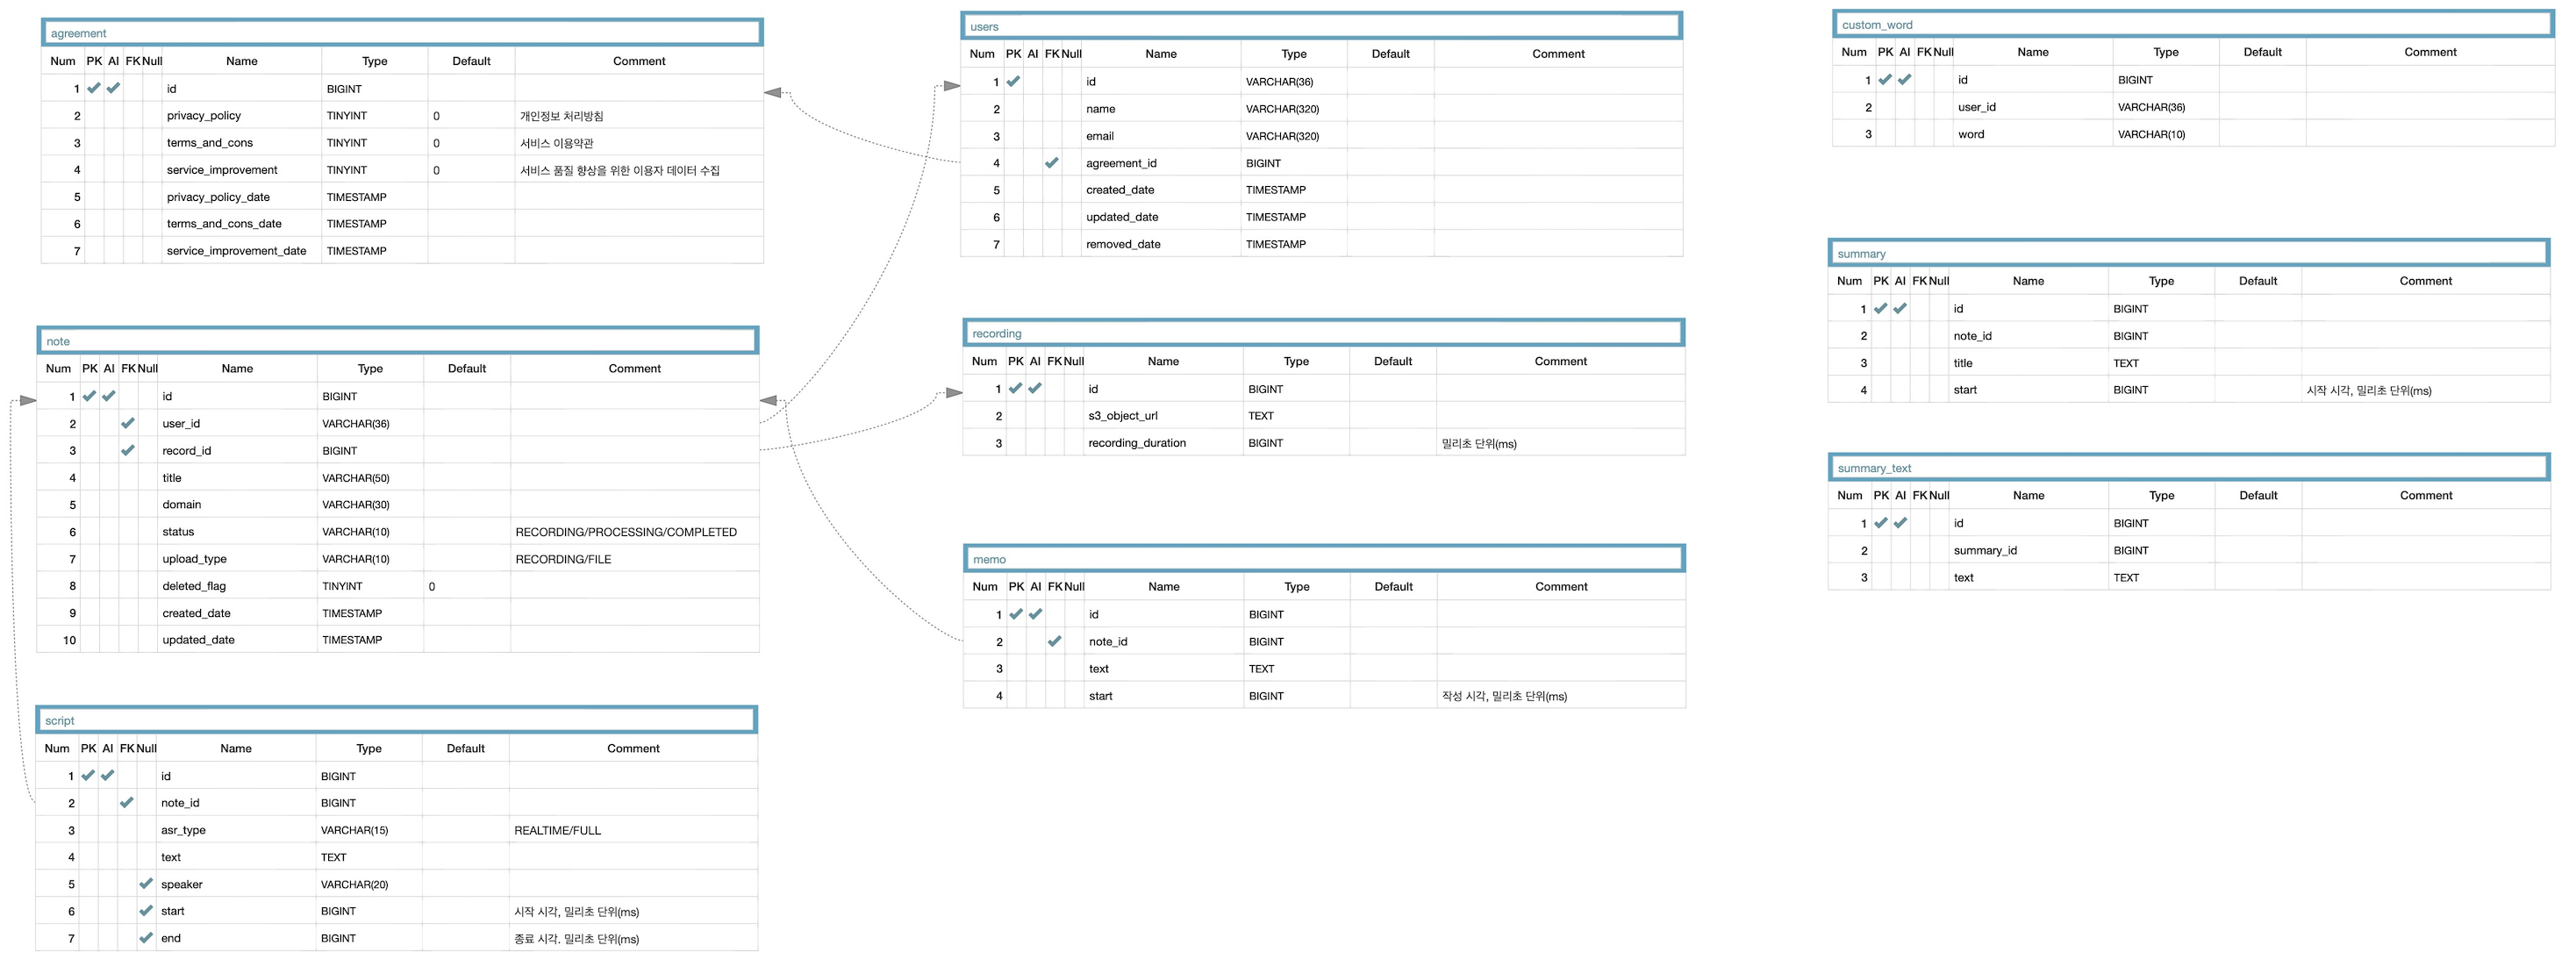 agreement
Num PK AI FK Null Name Type Default Comment
1 id BIGINT
2 privacy_policy TINYINT 0 개인정보 처리방침
3 terms_and_cons TINYINT 0 서비스 이용약관
4 service_improvement TINYINT 0 서비스 품질 향상을 위한 이용자 데이터 수집
5 privacy_policy_date TIMESTAMP
6 terms_and_cons_date TIMESTAMP
7 service_improvement_date TIMESTAMP
note
Num PK AI FK Null Name Type Default Comment
1 id BIGINT
2 user_id VARCHAR(36)
3 record_id BIGINT
4 title VARCHAR(50)
5 domain VARCHAR(30)
6 status VARCHAR(10) RECORDING/PROCESSING/COMPLETED
7 upload_type VARCHAR(10) RECORDING/FILE
8 deleted_flag TINYINT 0
9 created_date TIMESTAMP
10 updated_date TIMESTAMP
script
Num PK AI FK Null Name Type Default Comment
1 id BIGINT
2 note_id BIGINT
3 asr_type VARCHAR(15) REALTIME/FULL
4 text TEXT
5 speaker VARCHAR(20)
6 start BIGINT 시작 시각, 밀리초 단위(ms)
7 end BIGINT 종료 시각. 밀리초 단위(ms)
users
Num PK AI FK Null Name Type Default Comment
1 id VARCHAR(36)
2 name VARCHAR(320)
3 email VARCHAR(320)
4 agreement_id BIGINT
5 created_date TIMESTAMP
6 updated_date TIMESTAMP
7 removed_date TIMESTAMP
recording
Num PK AI FK Null Name Type Default Comment
1 id BIGINT
2 s3_object_url TEXT
3 recording_duration BIGINT 밀리초 단위(ms)
memo
Num PK AI FK Null Name Type Default Comment
1 id BIGINT
2 note_id BIGINT
3 text TEXT
4 start BIGINT 작성 시각, 밀리초 단위(ms)
custom_word
Num PK AI FK Null Name Type Default Comment
1 id BIGINT
2 user_id VARCHAR(36)
3 word VARCHAR(10)
summary
Num PK AI FK Null Name Type Default Comment
1 id BIGINT
2 note_id BIGINT
3 title TEXT
4 start BIGINT 시작 시각, 밀리초 단위(ms)
summary_text
Num PK AI FK Null Name Type Default Comment
1 id BIGINT
2 summary_id BIGINT
3 text TEXT